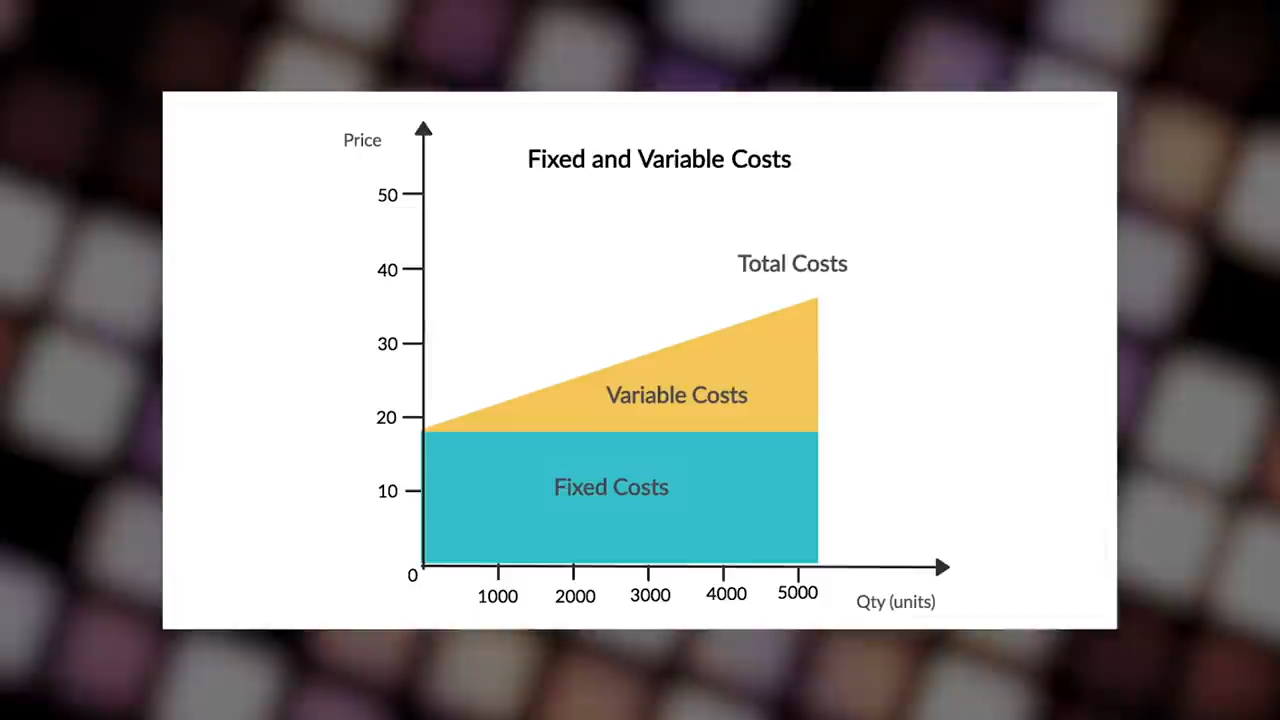 Price
Fixed and Variable Costs
50
40
Total Costs
30
Variable Costs
20
Fixed Costs
10
0
1000 2000 3000 4000 5000
Qty (units)